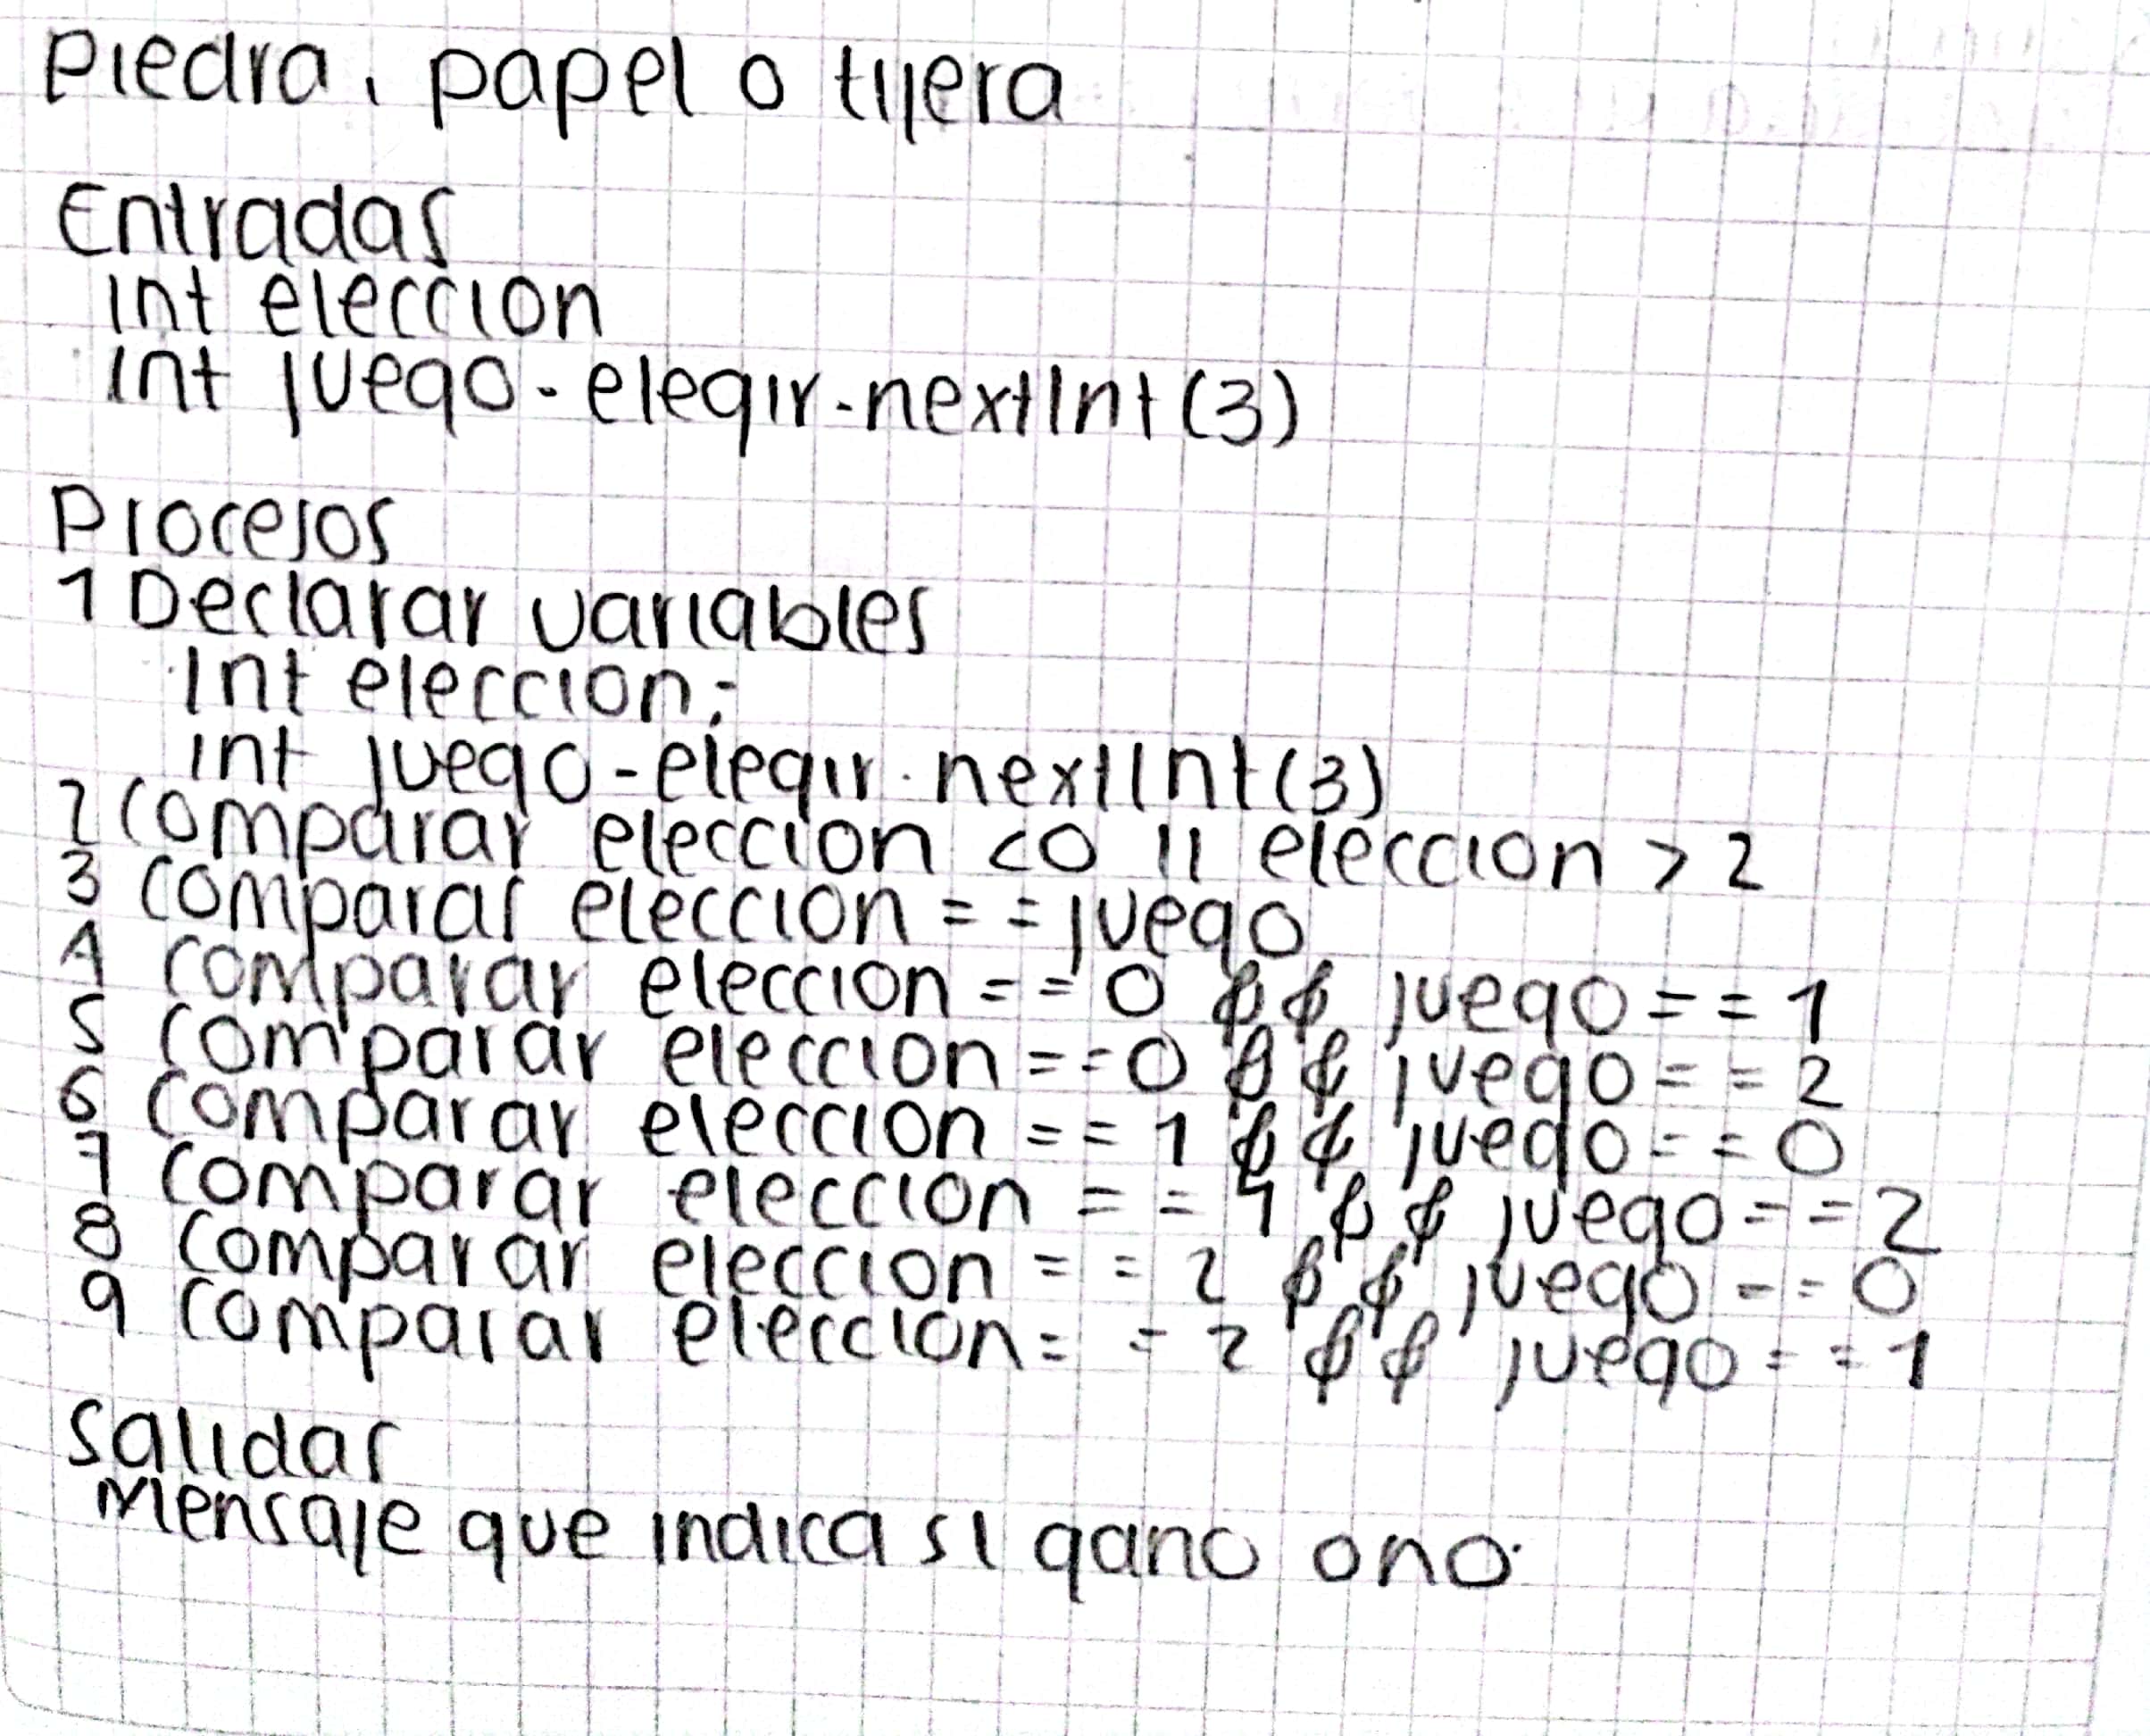 Piedra, papel o tijera
Entradas
int eleccion
int juego - elegir.nextInt(3)
Procesos
1 Declarar variables
int eleccion;
int juego - elegir.nextInt(3)
2 comparar eleccion <0 || eleccion > 2
3 comparar eleccion == juego
4 comparar eleccion == 0 && juego == 1
5 comparar eleccion == 0 && juego == 2
6 comparar eleccion == 1 && juego == 0
7 comparar eleccion == 1 && juego == 2
8 comparar eleccion == 2 && juego == 0
9 comparar eleccion == 2 && juego == 1
Salidas
Mensaje que indica si gano o no.